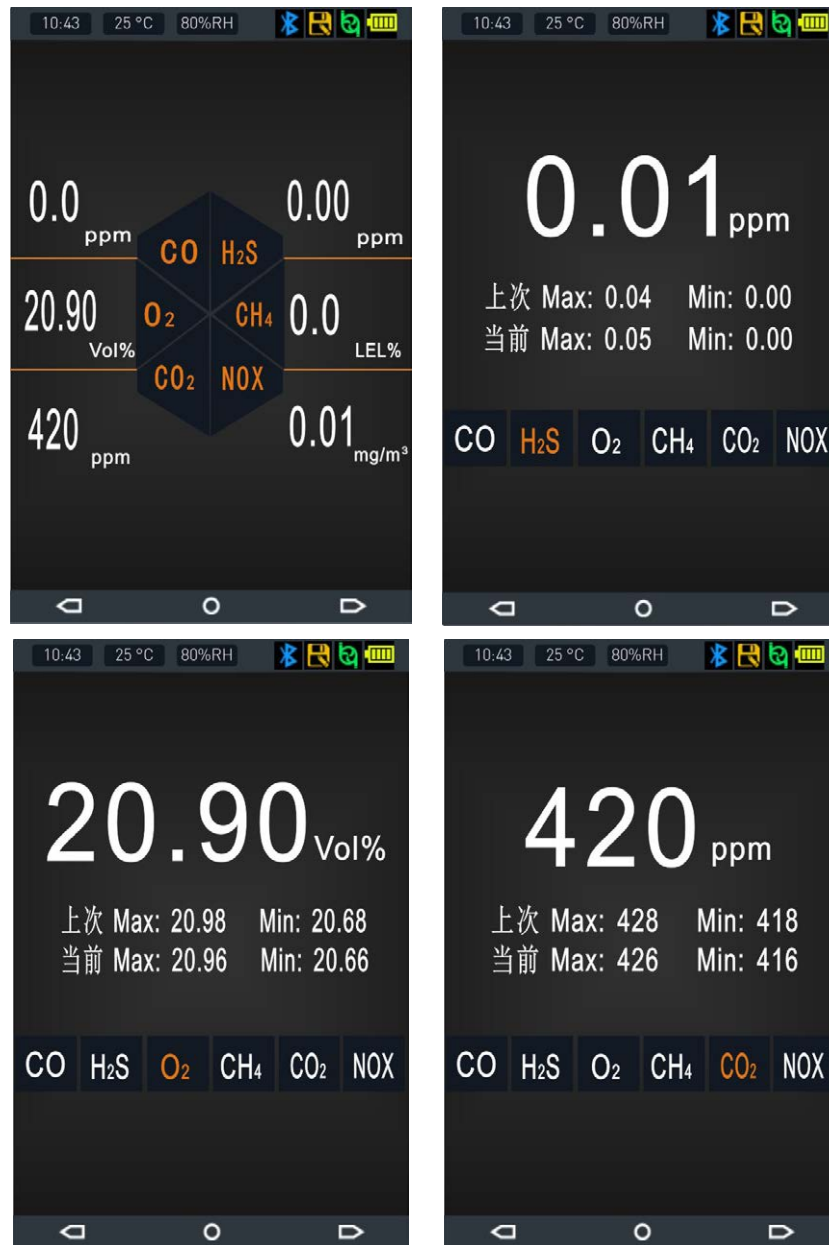 10:43 25 °C 80%RH
0.0 ppm 0.00 ppm
CO H₂S
20.90 Vol% O₂ CH₄ 0.0 LEL%
CO₂ NOX
420 ppm 0.01 mg/m³
10:43 25 °C 80%RH
0.01 ppm
上次 Max: 0.04 Min: 0.00
当前 Max: 0.05 Min: 0.00
CO H₂S O₂ CH₄ CO₂ NOX
10:43 25 °C 80%RH
20.90 Vol%
上次 Max: 20.98 Min: 20.68
当前 Max: 20.96 Min: 20.66
CO H₂S O₂ CH₄ CO₂ NOX
10:43 25 °C 80%RH
420 ppm
上次 Max: 428 Min: 418
当前 Max: 426 Min: 416
CO H₂S O₂ CH₄ CO₂ NOX